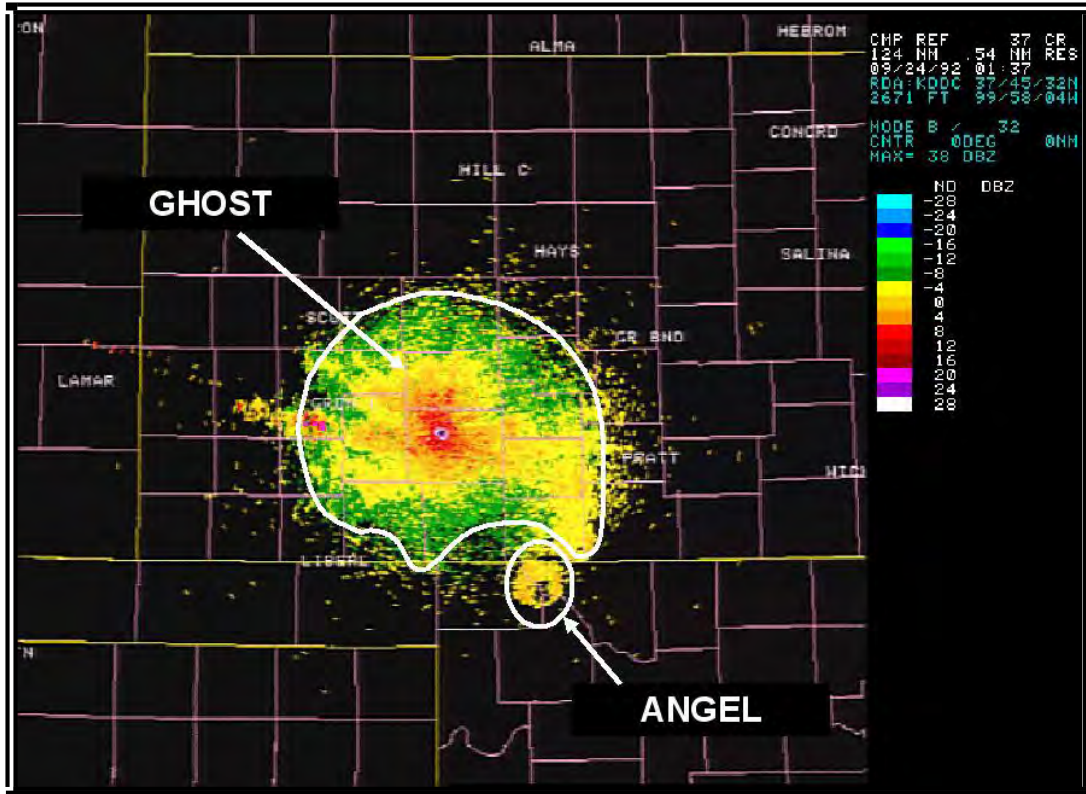 ALMA
HEBROM
CMP REF 37 CR
124 NM .54 NM RES
09/24/92 01:37
RDA:KDDC 37/45/32N
2671 FT 99/58/04W
MODE B / 32
CNTR 0DEG 0NM
MAX= 38 DBZ
CONCRD
HILL C
ND DBZ
-28
-24
-20
-16
-12
-8
-4
0
4
8
12
16
20
24
28
GHOST
HAYS
SALINA
GR BND
LAMAR
PRATT
LIBERL
ANGEL